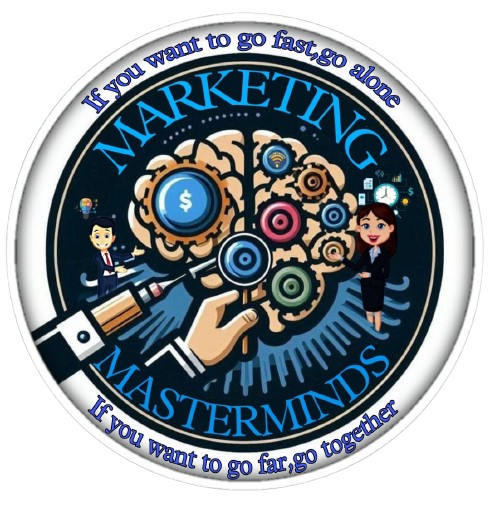 If you want to go fast,go alone
MARKETING
$
$
MASTERMINDS
If you want to go far,go together